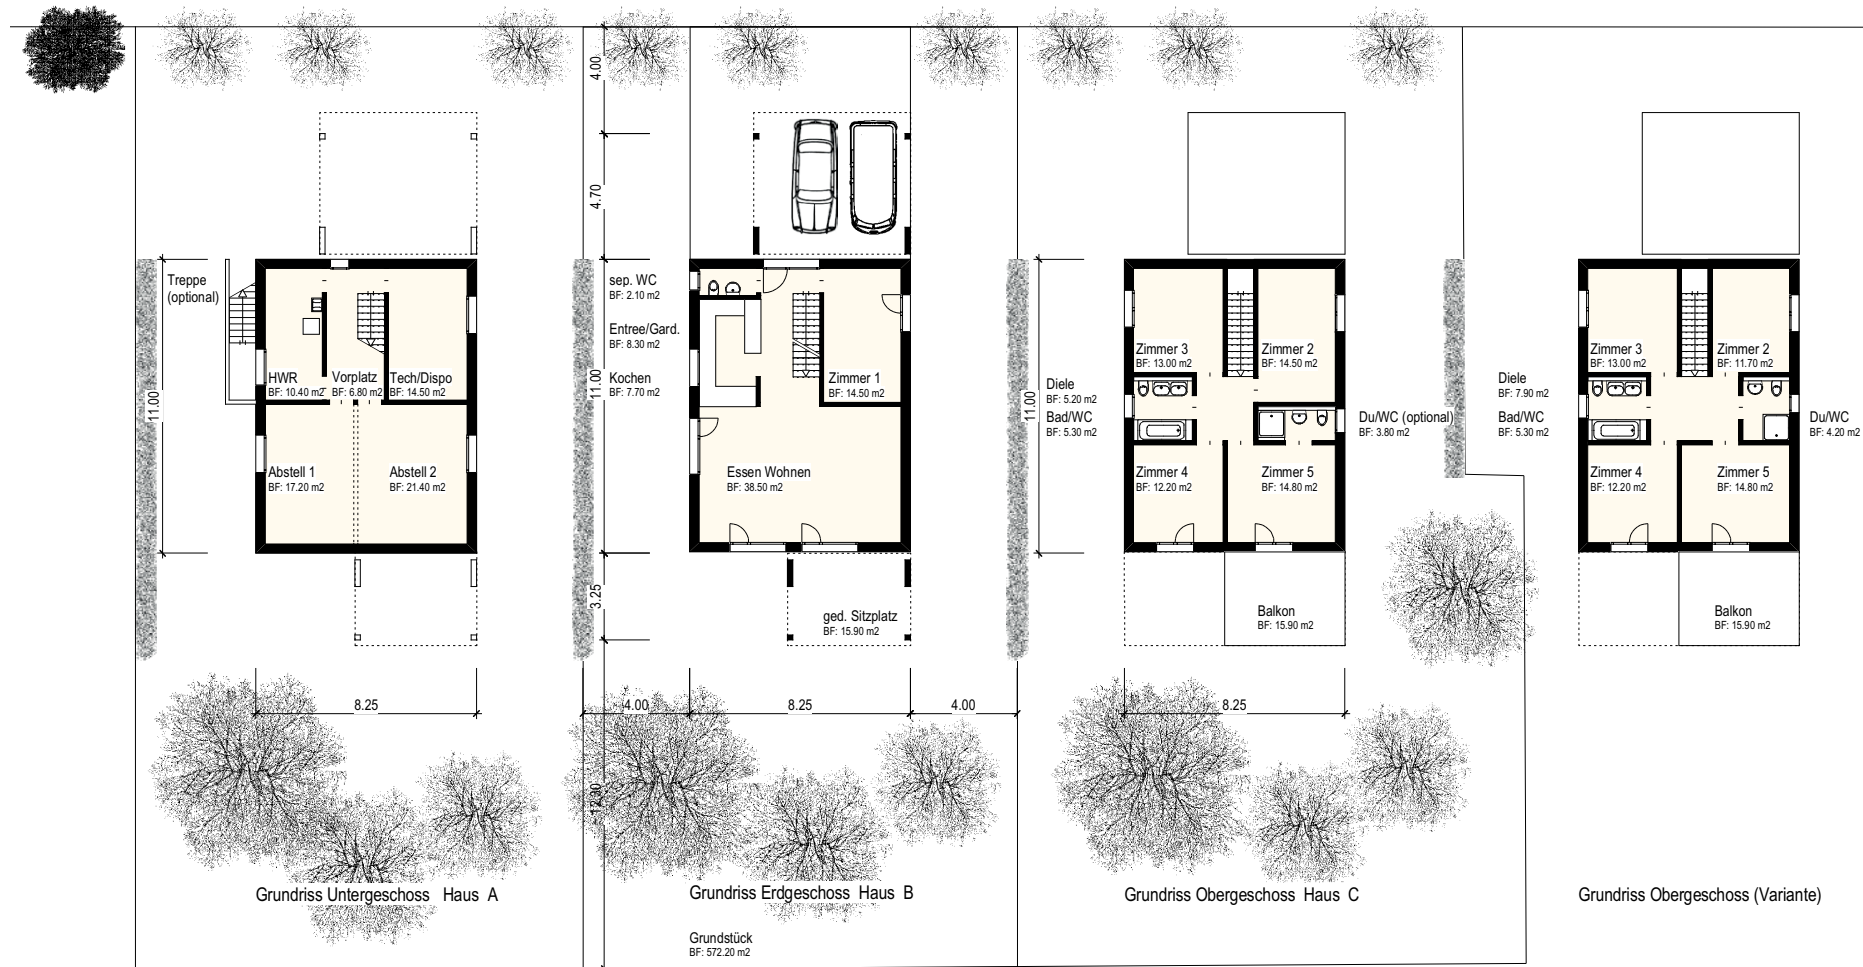 4.00
4.70
11.00
3.25
12.90
Treppe
(optional)
11.00
HWR
BF: 10.40 m2
Vorplatz
BF: 6.80 m2
Tech/Dispo
BF: 14.50 m2
Abstell 1
BF: 17.20 m2
Abstell 2
BF: 21.40 m2
8.25
Grundriss Untergeschoss Haus A
sep. WC
BF: 2.10 m2
Entree/Gard.
BF: 8.30 m2
Kochen
BF: 7.70 m2
Zimmer 1
BF: 14.50 m2
Essen Wohnen
BF: 38.50 m2
ged. Sitzplatz
BF: 15.90 m2
4.00
8.25
4.00
Grundriss Erdgeschoss Haus B
Grundstück
BF: 572.20 m2
11.00
Diele
BF: 5.20 m2
Bad/WC
BF: 5.30 m2
Zimmer 3
BF: 13.00 m2
Zimmer 2
BF: 14.50 m2
Du/WC (optional)
BF: 3.80 m2
Zimmer 4
BF: 12.20 m2
Zimmer 5
BF: 14.80 m2
Balkon
BF: 15.90 m2
8.25
Grundriss Obergeschoss Haus C
Diele
BF: 7.90 m2
Bad/WC
BF: 5.30 m2
Zimmer 3
BF: 13.00 m2
Zimmer 2
BF: 11.70 m2
Du/WC
BF: 4.20 m2
Zimmer 4
BF: 12.20 m2
Zimmer 5
BF: 14.80 m2
Balkon
BF: 15.90 m2
Grundriss Obergeschoss (Variante)